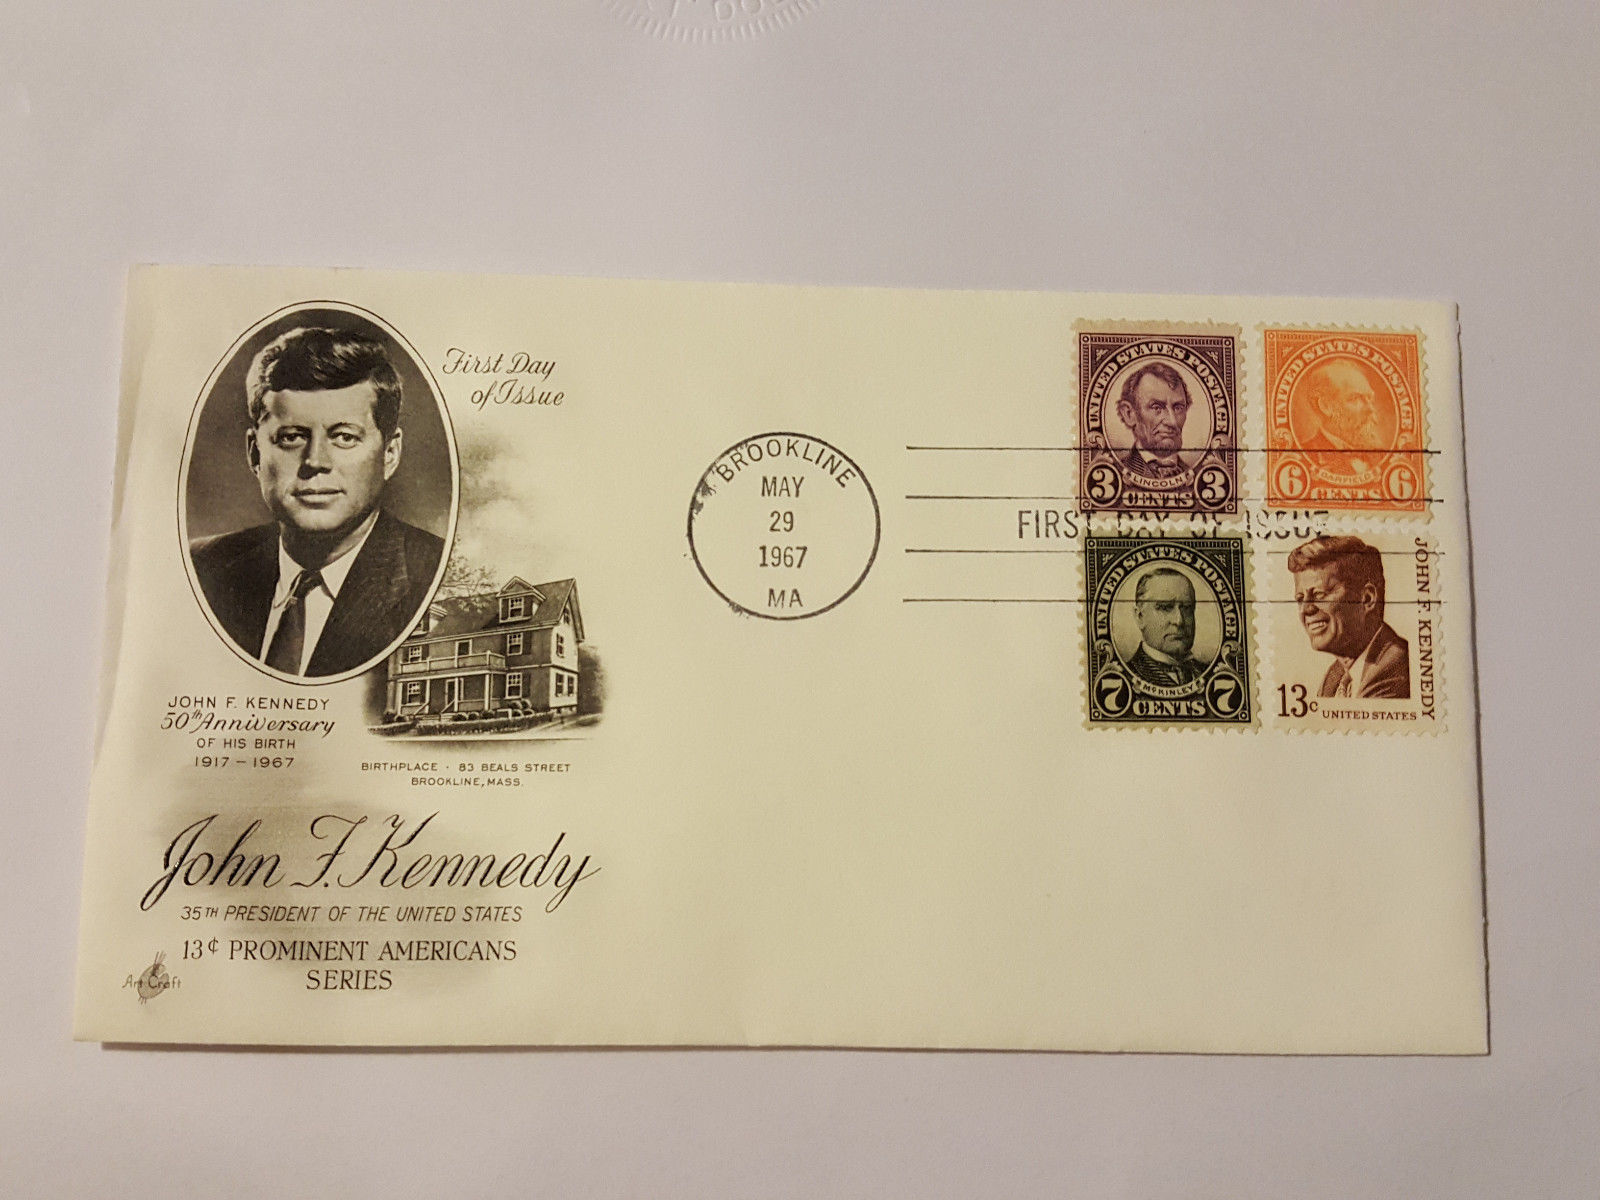 DO
First Day
of Issue
JOHN F. KENNEDY
50th Anniversary
OF HIS BIRTH
1917 – 1967
BIRTHPLACE · 83 BEALS STREET
BROOKLINE, MASS.
John F. Kennedy
35TH PRESIDENT OF THE UNITED STATES
13¢ PROMINENT AMERICANS
SERIES
Art Craft
BROOKLINE
MAY
29
1967
MA
FIRST DAY OF ISSUE
UNITED STATES POSTAGE
LINCOLN
3 CENTS 3
UNITED STATES POSTAGE
GARFIELD
6 CENTS 6
UNITED STATES POSTAGE
McKINLEY
7 CENTS 7
JOHN F. KENNEDY
13c UNITED STATES